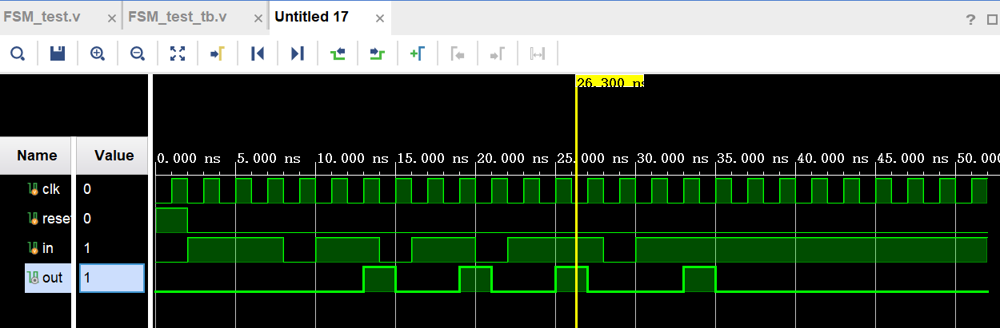 FSM_test.v × FSM_test_tb.v × Untitled 17 × ?
26.300 ns
Name Value 0.000 ns 5.000 ns 10.000 ns 15.000 ns 20.000 ns 25.000 ns 30.000 ns 35.000 ns 40.000 ns 45.000 ns 50.00
clk 0
rese 0
in 1
out 1